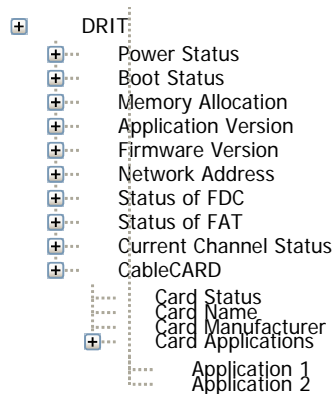 DRIT
Power Status
Boot Status
Memory Allocation
Application Version
Firmware Version
Network Address
Status of FDC
Status of FAT
Current Channel Status
CableCARD
Card Status
Card Name
Card Manufacturer
Card Applications
Application 1
Application 2